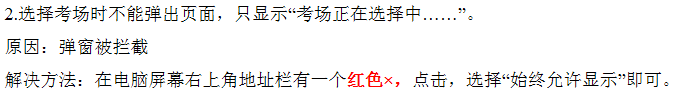 2.选择考场时不能弹出页面，只显示“考场正在选择中……”。
原因：弹窗被拦截
解决方法：在电脑屏幕右上角地址栏有一个红色×，点击，选择“始终允许显示”即可。